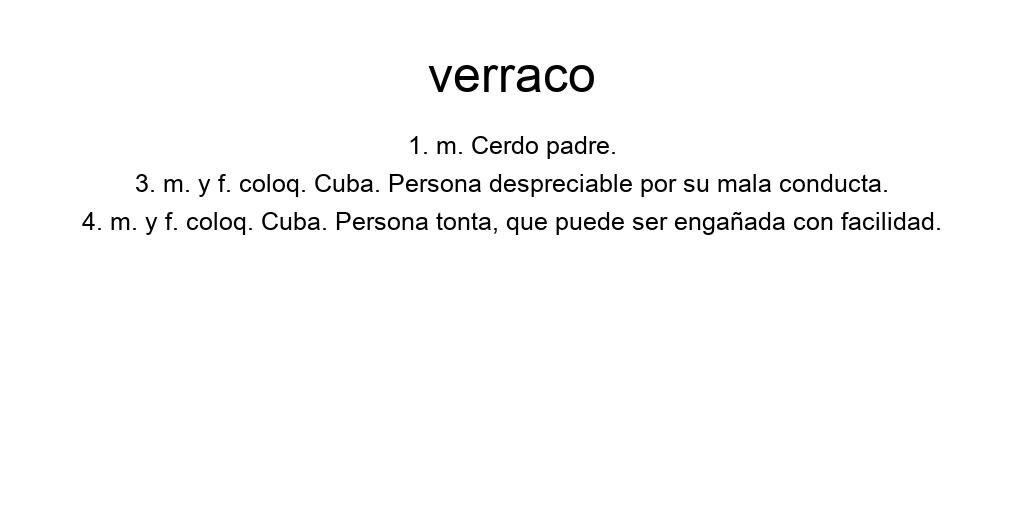 verraco
1. m. Cerdo padre.
3. m. y f. coloq. Cuba. Persona despreciable por su mala conducta.
4. m. y f. coloq. Cuba. Persona tonta, que puede ser engañada con facilidad.